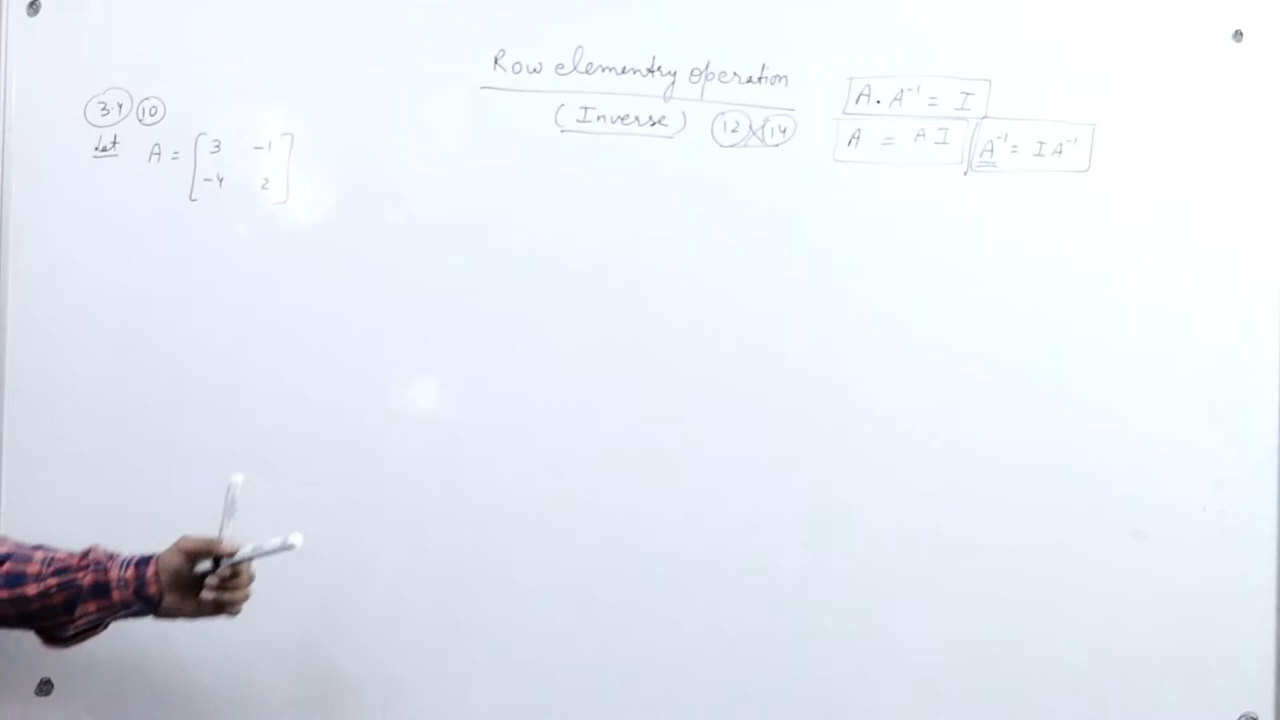 Row elementry operation
(Inverse) 12 14
3.4 10
Let A = [3 -1
-4 2]
A . A⁻¹ = I
A = A I
A⁻¹ = I A⁻¹